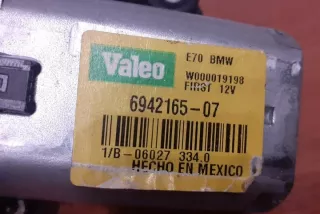 Valeo
E70 BMW
W000019198
FIRST 12V
6942165-07
1/B-06027 334.0
HECHO EN MEXICO